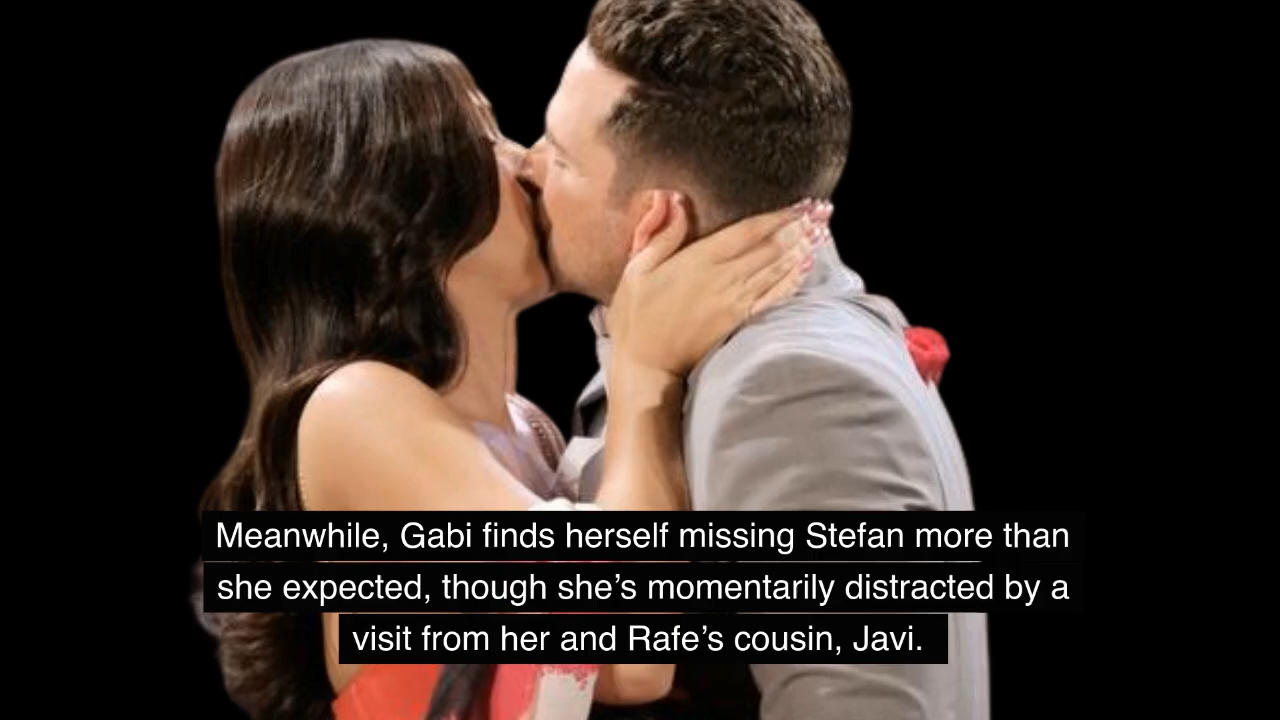 Meanwhile, Gabi finds herself missing Stefan more than
she expected, though she’s momentarily distracted by a
visit from her and Rafe’s cousin, Javi.